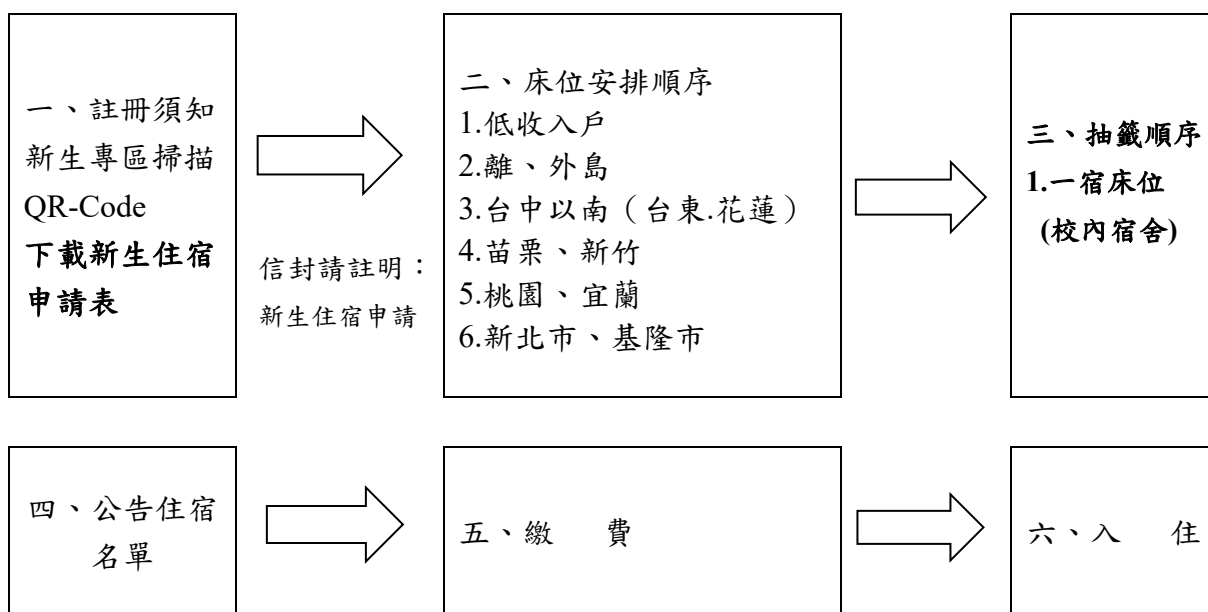 一、註冊須知
新生專區掃描
QR-Code
下載新生住宿
申請表
信封請註明：
新生住宿申請
二、床位安排順序
1.低收入戶
2.離、外島
3.台中以南（台東.花蓮）
4.苗栗、新竹
5.桃園、宜蘭
6.新北市、基隆市
三、抽籤順序
1.一宿床位
(校內宿舍)
四、公告住宿
名單
五、繳　費
六、入　住